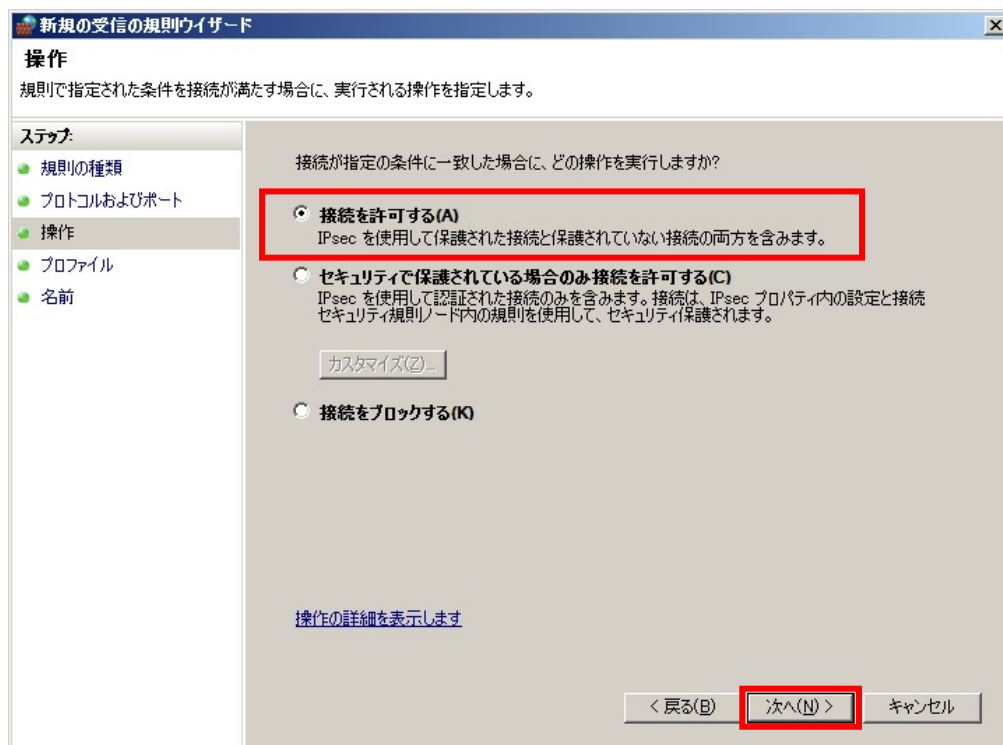 新規の受信の規則ウィザード
操作
規則で指定された条件を接続が満たす場合に、実行される操作を指定します。
ステップ:
規則の種類
プロトコルおよびポート
操作
プロファイル
名前
接続が指定の条件に一致した場合に、どの操作を実行しますか?
接続を許可する(A)
IPsec を使用して保護された接続と保護されていない接続の両方を含みます。
セキュリティで保護されている場合のみ接続を許可する(C)
IPsec を使用して認証された接続のみを含みます。接続は、IPsec プロパティ内の設定と接続
セキュリティ規則ノード内の規則を使用して、セキュリティ保護されます。
カスタマイズ(Z)...
接続をブロックする(K)
操作の詳細を表示します
< 戻る(B)
次へ(N) >
キャンセル